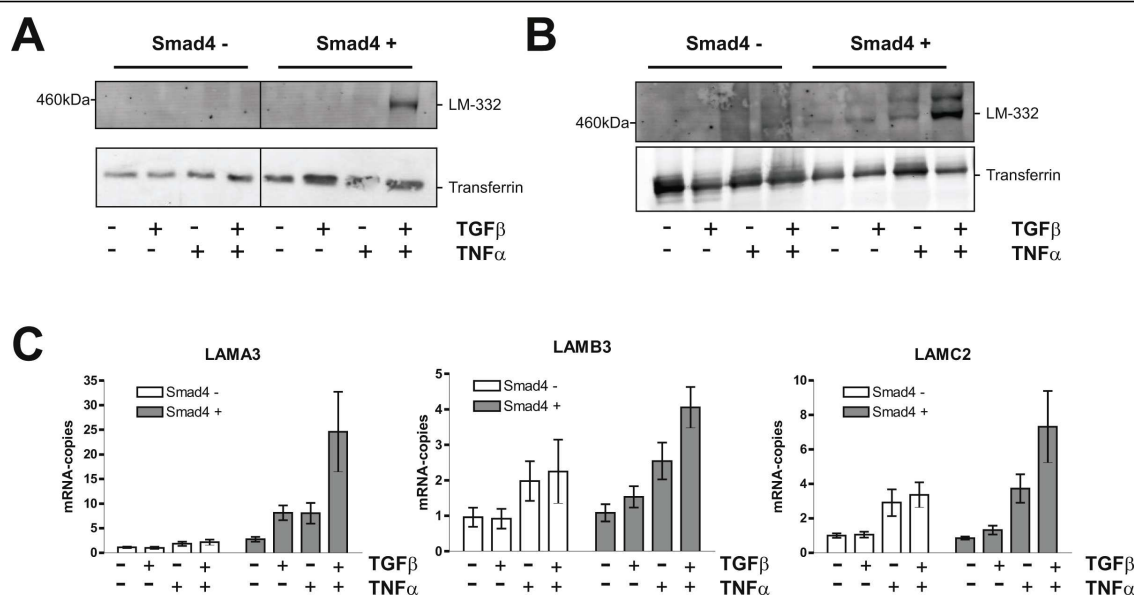 A
Smad4 -
Smad4 +
460kDa
LM-332
Transferrin
- + - + - + - + TGFβ
- - + + - - + + TNFα
B
Smad4 -
Smad4 +
460kDa
LM-332
Transferrin
- + - + - + - + TGFβ
- - + + - - + + TNFα
C
LAMA3
Smad4 -
Smad4 +
mRNA-copies
35
30
25
20
15
10
5
0
- + - + - + - + TGFβ
- - + + - - + + TNFα
LAMB3
Smad4 -
Smad4 +
mRNA-copies
5
4
3
2
1
0
- + - + - + - + TGFβ
- - + + - - + + TNFα
LAMC2
Smad4 -
Smad4 +
mRNA-copies
10
8
6
4
2
0
- + - + - + - + TGFβ
- - + + - - + + TNFα